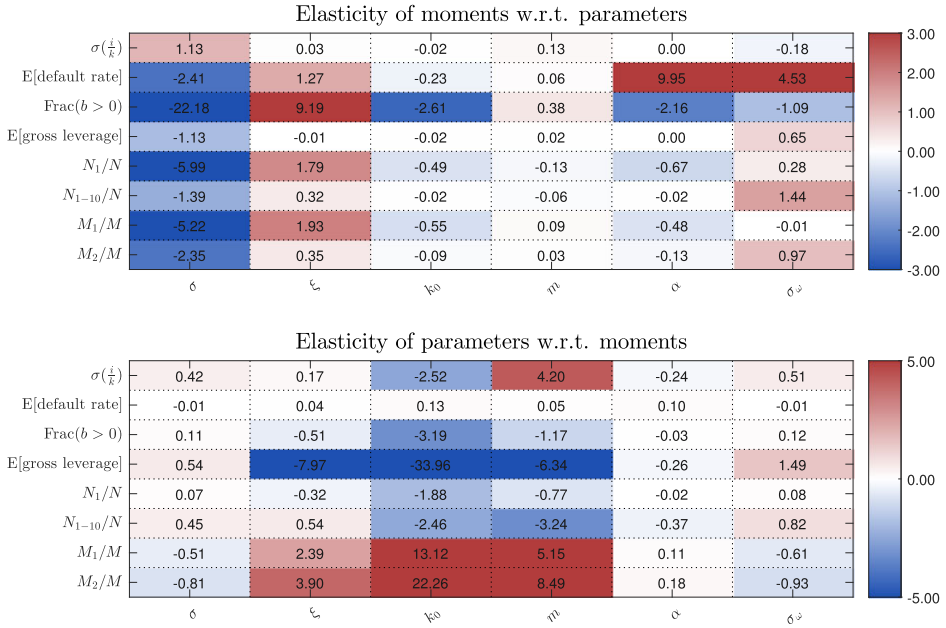 Elasticity of moments w.r.t. parameters
σ(i/k) 1.13 0.03 -0.02 0.13 0.00 -0.18
E[default rate] -2.41 1.27 -0.23 0.06 9.95 4.53
Frac(b > 0) -22.18 9.19 -2.61 0.38 -2.16 -1.09
E[gross leverage] -1.13 -0.01 -0.02 0.02 0.00 0.65
N₁/N -5.99 1.79 -0.49 -0.13 -0.67 0.28
N₁₋₁₀/N -1.39 0.32 -0.02 -0.06 -0.02 1.44
M₁/M -5.22 1.93 -0.55 0.09 -0.48 -0.01
M₂/M -2.35 0.35 -0.09 0.03 -0.13 0.97
σ ξ k₀ m α σ_ω
3.00
2.00
1.00
0.00
-1.00
-2.00
-3.00
Elasticity of parameters w.r.t. moments
σ(i/k) 0.42 0.17 -2.52 4.20 -0.24 0.51
E[default rate] -0.01 0.04 0.13 0.05 0.10 -0.01
Frac(b > 0) 0.11 -0.51 -3.19 -1.17 -0.03 0.12
E[gross leverage] 0.54 -7.97 -33.96 -6.34 -0.26 1.49
N₁/N 0.07 -0.32 -1.88 -0.77 -0.02 0.08
N₁₋₁₀/N 0.45 0.54 -2.46 -3.24 -0.37 0.82
M₁/M -0.51 2.39 13.12 5.15 0.11 -0.61
M₂/M -0.81 3.90 22.26 8.49 0.18 -0.93
σ ξ k₀ m α σ_ω
5.00
0.00
-5.00